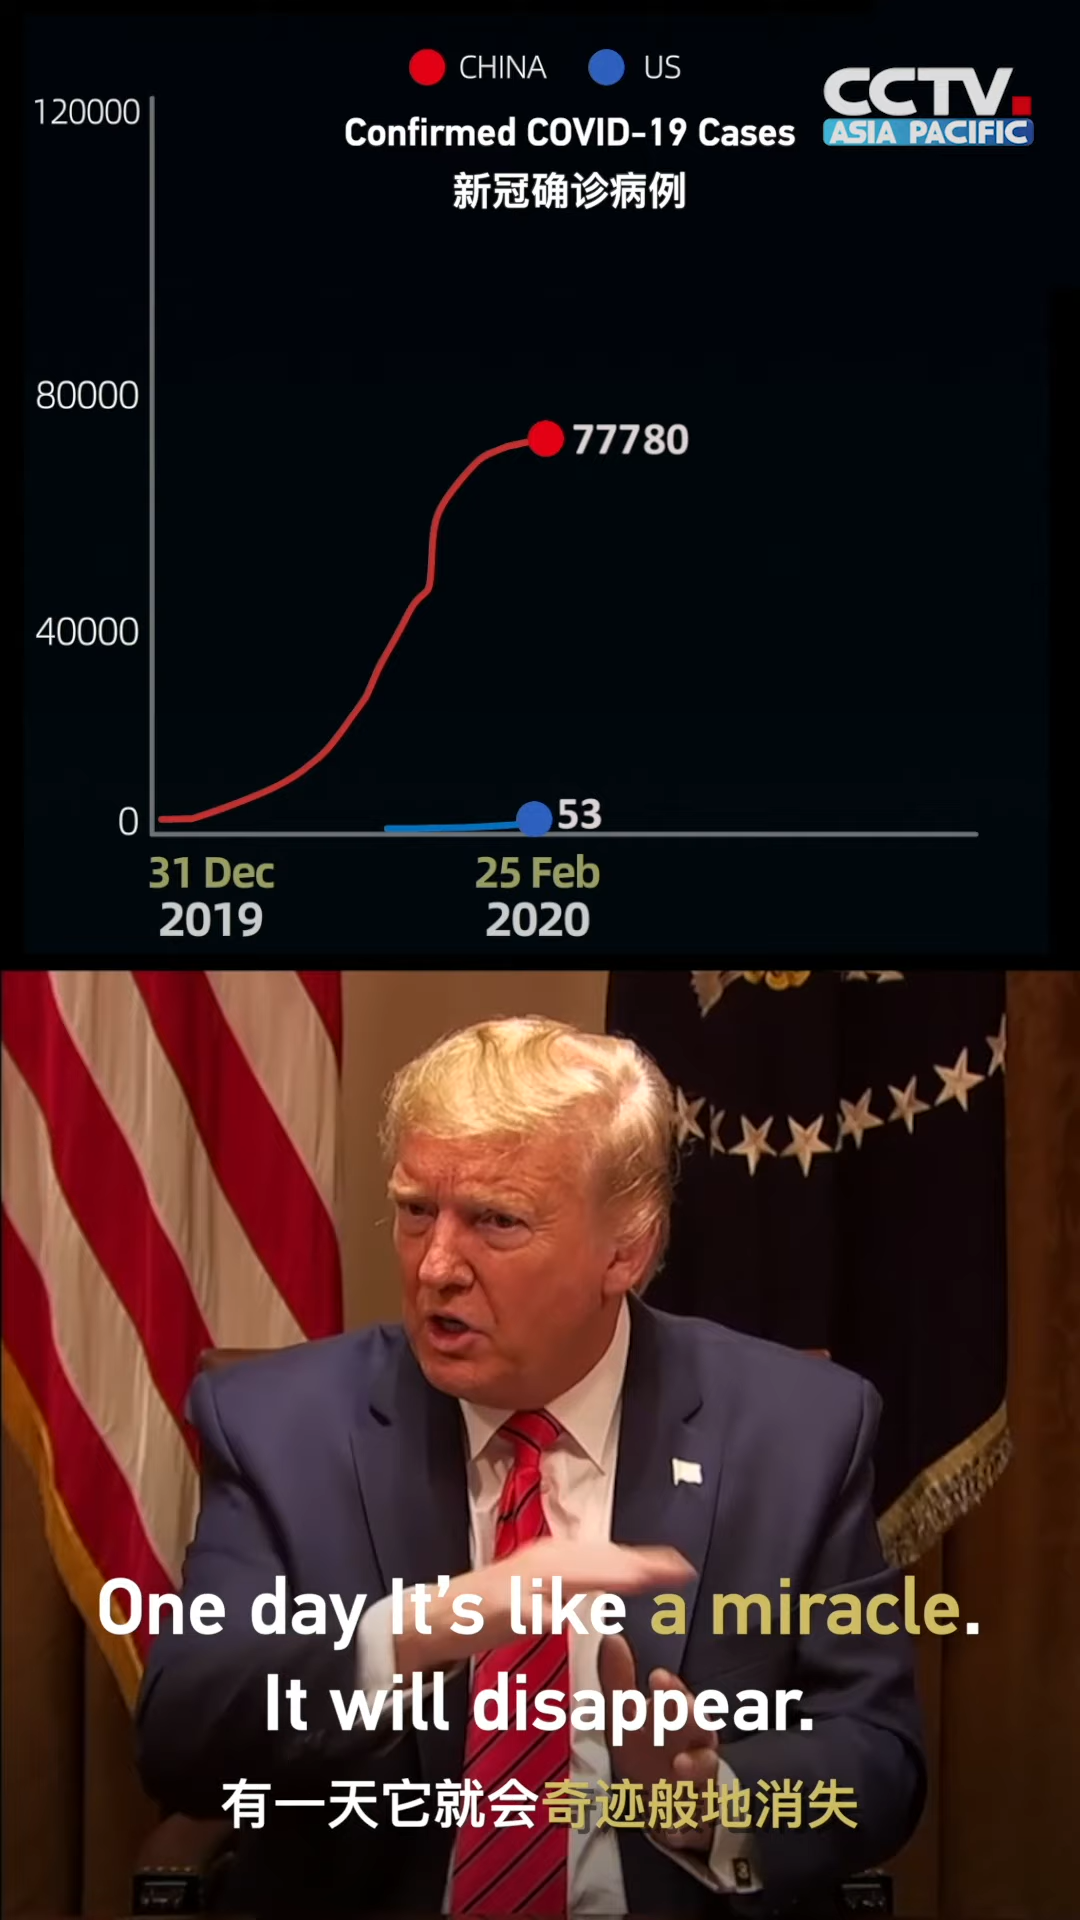 CHINA US
CCTV.
ASIA PACIFIC
Confirmed COVID-19 Cases
新冠确诊病例
120000
80000
77780
40000
0
53
31 Dec
2019
25 Feb
2020
One day It's like a miracle.
It will disappear.
有一天它就会奇迹般地消失